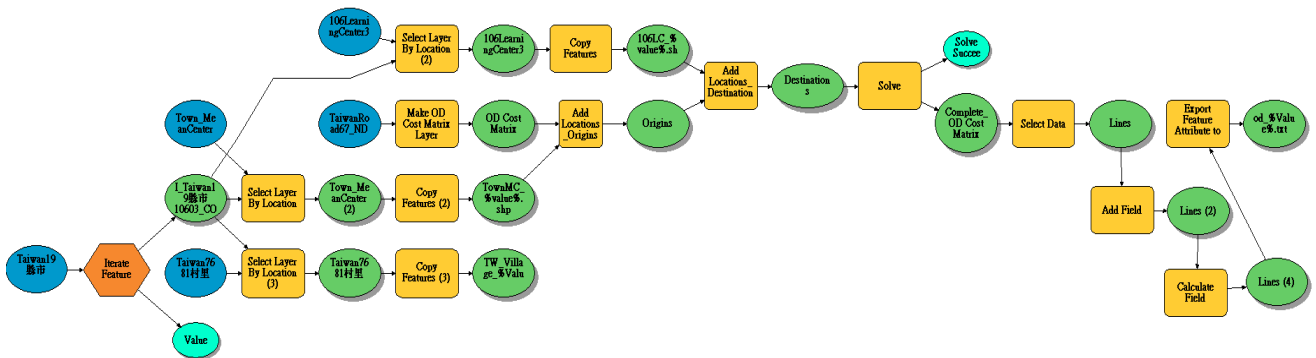 106Learni
ngCenter3
Select Layer
By Location
(2)
106Learni
ngCenter3
Copy
Features
106LC_%
value%.sh
Add
Locations_
Destination
Destination
s
Solve
Solve
Succee
Town_Me
anCenter
TaiwanRo
ad67_ND
Make OD
Cost Matrix
Layer
OD Cost
Matrix
Add
Locations
_Origins
Origins
Complete_
OD Cost
Matrix
Select Data
Lines
Export
Feature
Attribute to
od_%Valu
e%.txt
I_Taiwan1
9縣市
10603_CO
Select Layer
By Location
Town_Me
anCenter
(2)
Copy
Features (2)
TownMC_
%value%.
shp
Add Field
Lines (2)
Taiwan19
縣市
Iterate
Feature
Taiwan76
81村里
Select Layer
By Location
(3)
Taiwan76
81村里
Copy
Features (3)
TW_Villa
ge_%Valu
Calculate
Field
Lines (4)
Value